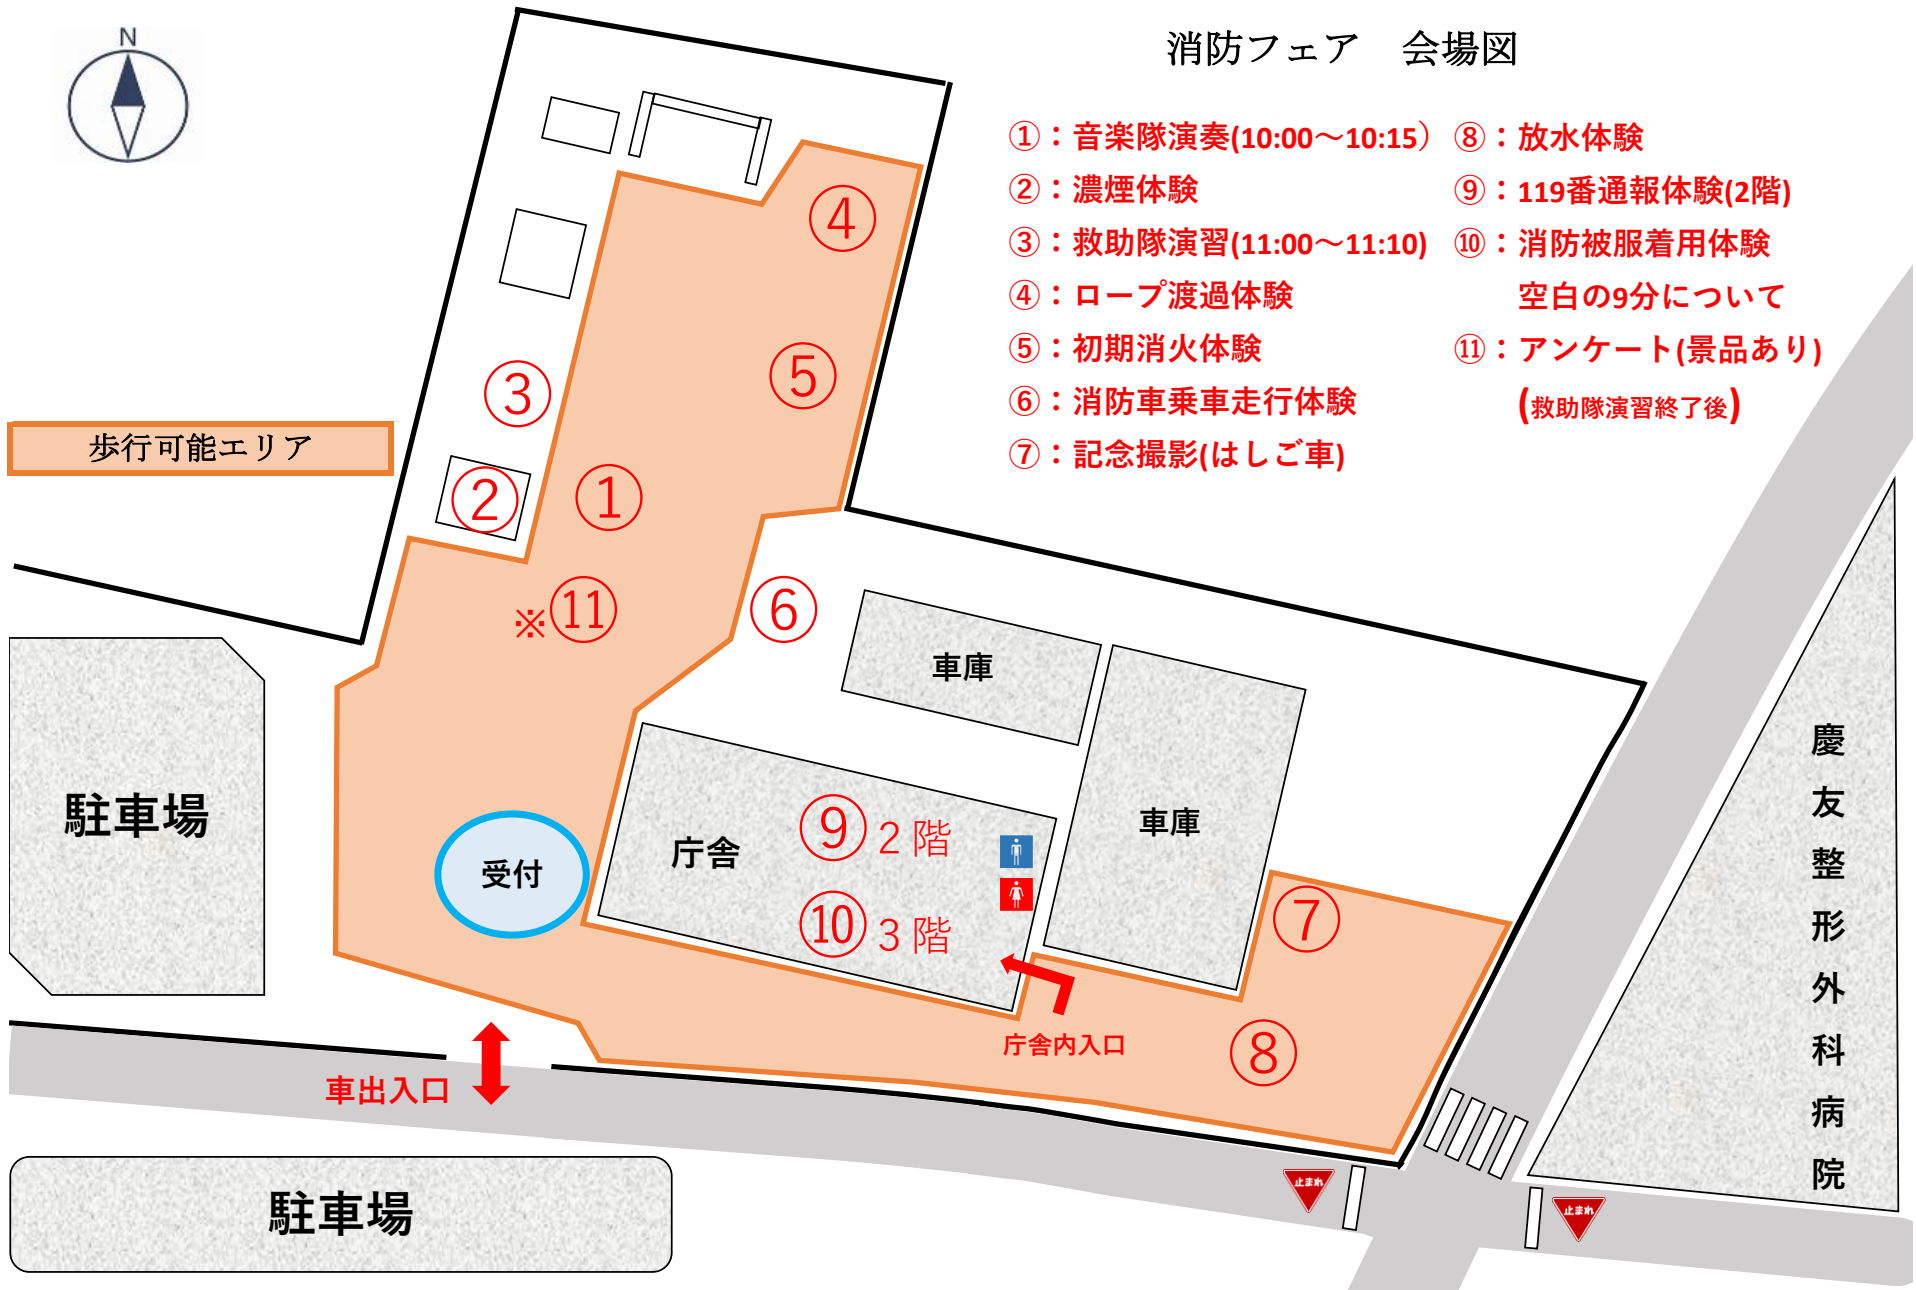 N
消防フェア　会場図
①：音楽隊演奏(10:00～10:15）
②：濃煙体験
③：救助隊演習(11:00～11:10)
④：ロープ渡過体験
⑤：初期消火体験
⑥：消防車乗車走行体験
⑦：記念撮影(はしご車)
⑧：放水体験
⑨：119番通報体験(2階)
⑩：消防被服着用体験
空白の9分について
⑪：アンケート(景品あり)
(救助隊演習終了後)
歩行可能エリア
④
⑤
③
②
①
※⑪
⑥
車庫
車庫
駐車場
受付
庁舎
⑨２階
⑩３階
⑦
⑧
庁舎内入口
車出入口
駐車場
慶友整形外科病院
止まれ
止まれ